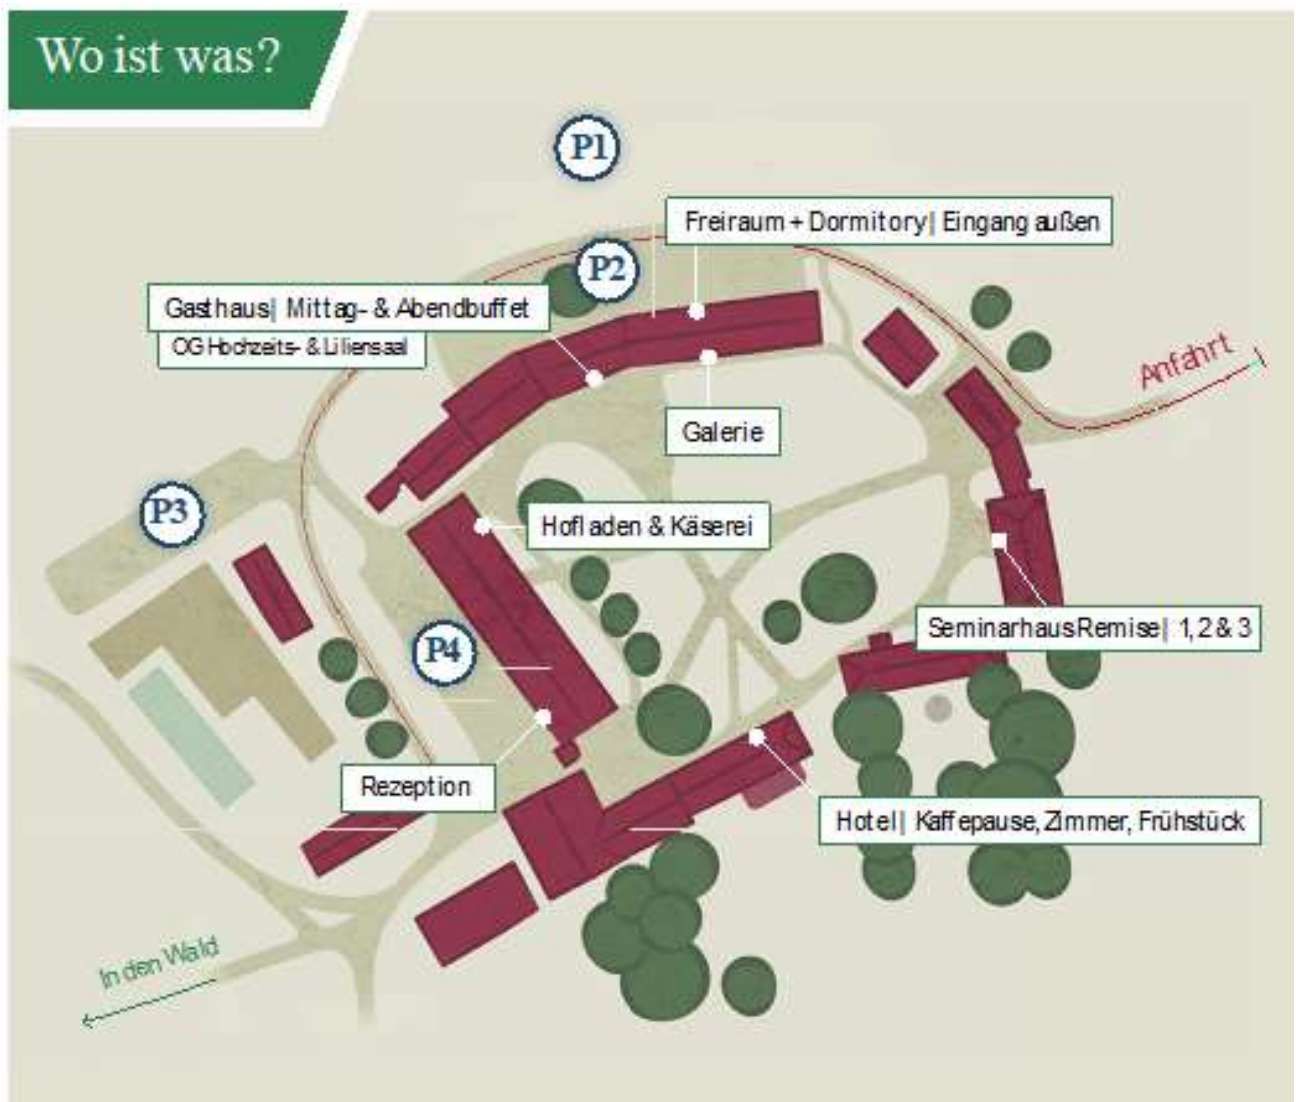 Wo ist was?
P1
Freiraum + Dormitory | Eingang außen
P2
Gasthaus | Mittag- & Abendbuffet
OG Hochzeits- & Liliensaal
Anfahrt
Galerie
P3
Hofladen & Käserei
Seminarhaus Remise | 1, 2 & 3
P4
Rezeption
Hotel | Kaffepause, Zimmer, Frühstück
In den Wald